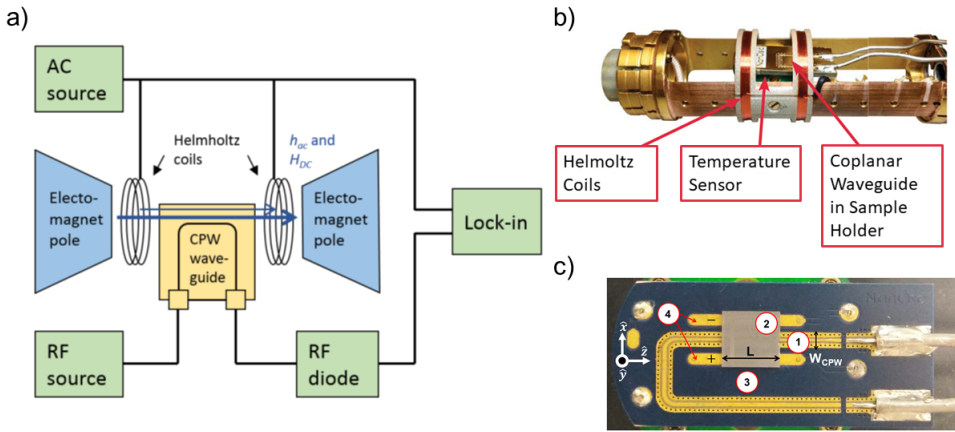 a)
AC
source
Helmholtz
coils
h_ac and
H_DC
Electo-
magnet
pole
Electo-
magnet
pole
CPW
wave-
guide
Lock-in
RF
source
RF
diode
b)
Helmoltz
Coils
Temperature
Sensor
Coplanar
Waveguide
in Sample
Holder
c)
4
−
2
1
x̂
ẑ
ŷ
+
L
W_CPW
3